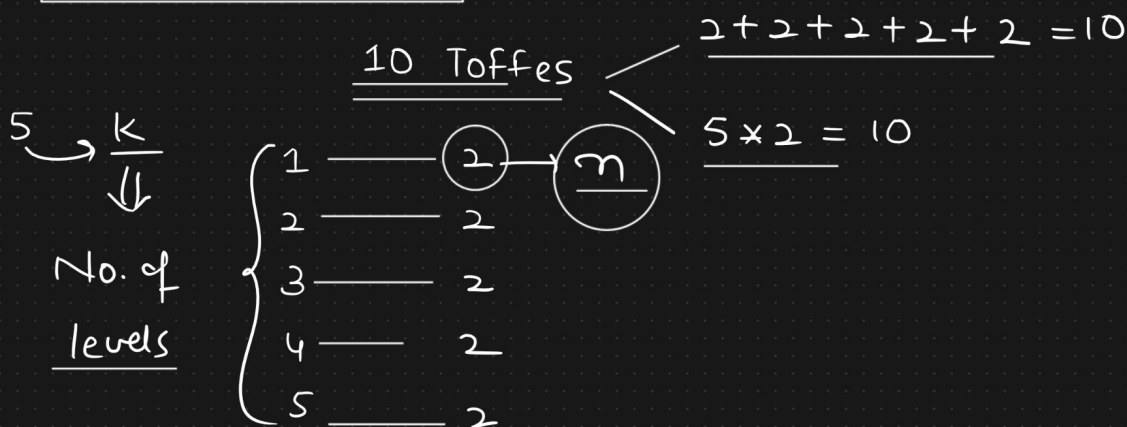 2+2+2+2+2 =10
10 Toffes
5 * 2 = 10
5 → K
⇓
No. of
levels
1 — 2 → n
2 — 2
3 — 2
4 — 2
5 — 2